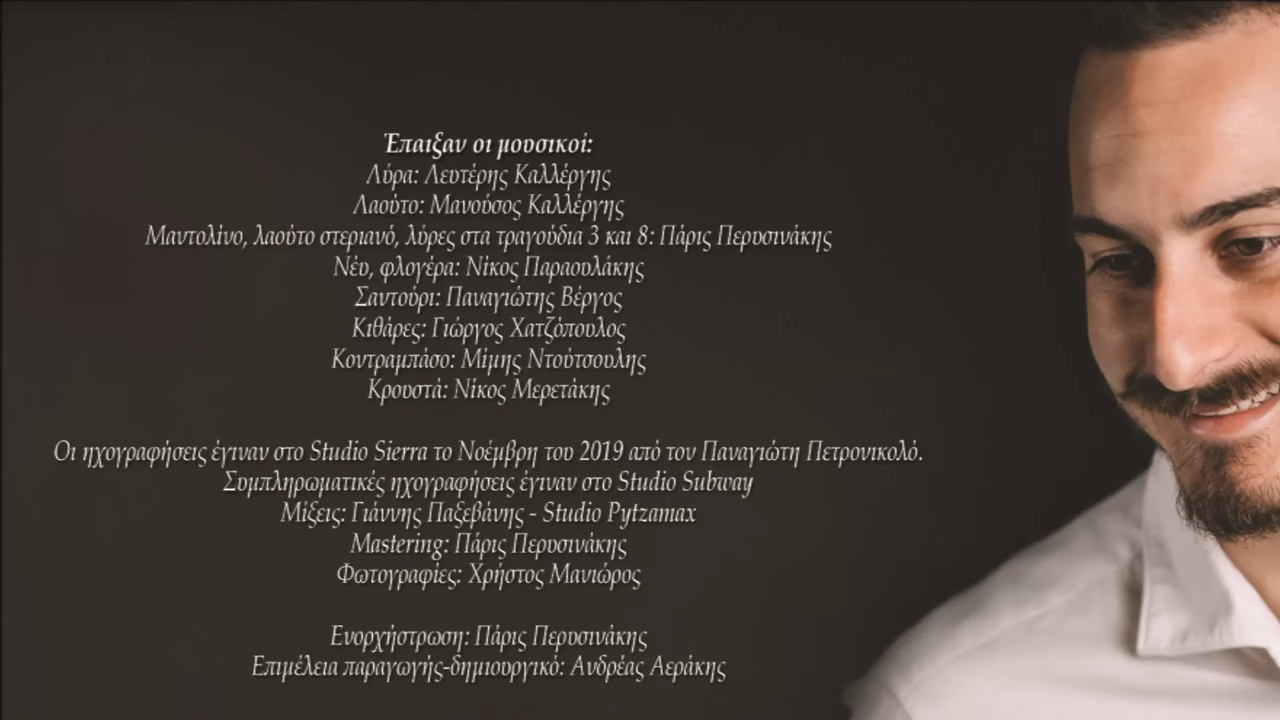 Έπαιξαν οι μουσικοί:
Λύρα: Λευτέρης Καλλέργης
Λαούτο: Μανούσος Καλλέργης
Μαντολίνο, λαούτο στεριανό, λύρες στα τραγούδια 3 και 8: Πάρις Περυσινάκης
Νέυ, φλογέρα: Νίκος Παραουλάκης
Σαντούρι: Παναγιώτης Βέργος
Κιθάρες: Γιώργος Χατζόπουλος
Κοντραμπάσο: Μίμης Ντούτσουλης
Κρουστά: Νίκος Μερετάκης
Οι ηχογραφήσεις έγιναν στο Studio Sierra το Νοέμβρη του 2019 από τον Παναγιώτη Πετρονικολό.
Συμπληρωματικές ηχογραφήσεις έγιναν στο Studio Subway
Μίξεις: Γιάννης Παξεβάνης - Studio Pytzamax
Mastering: Πάρις Περυσινάκης
Φωτογραφίες: Χρήστος Μανιώρος
Ενορχήστρωση: Πάρις Περυσινάκης
Επιμέλεια παραγωγής-δημιουργικό: Ανδρέας Αεράκης